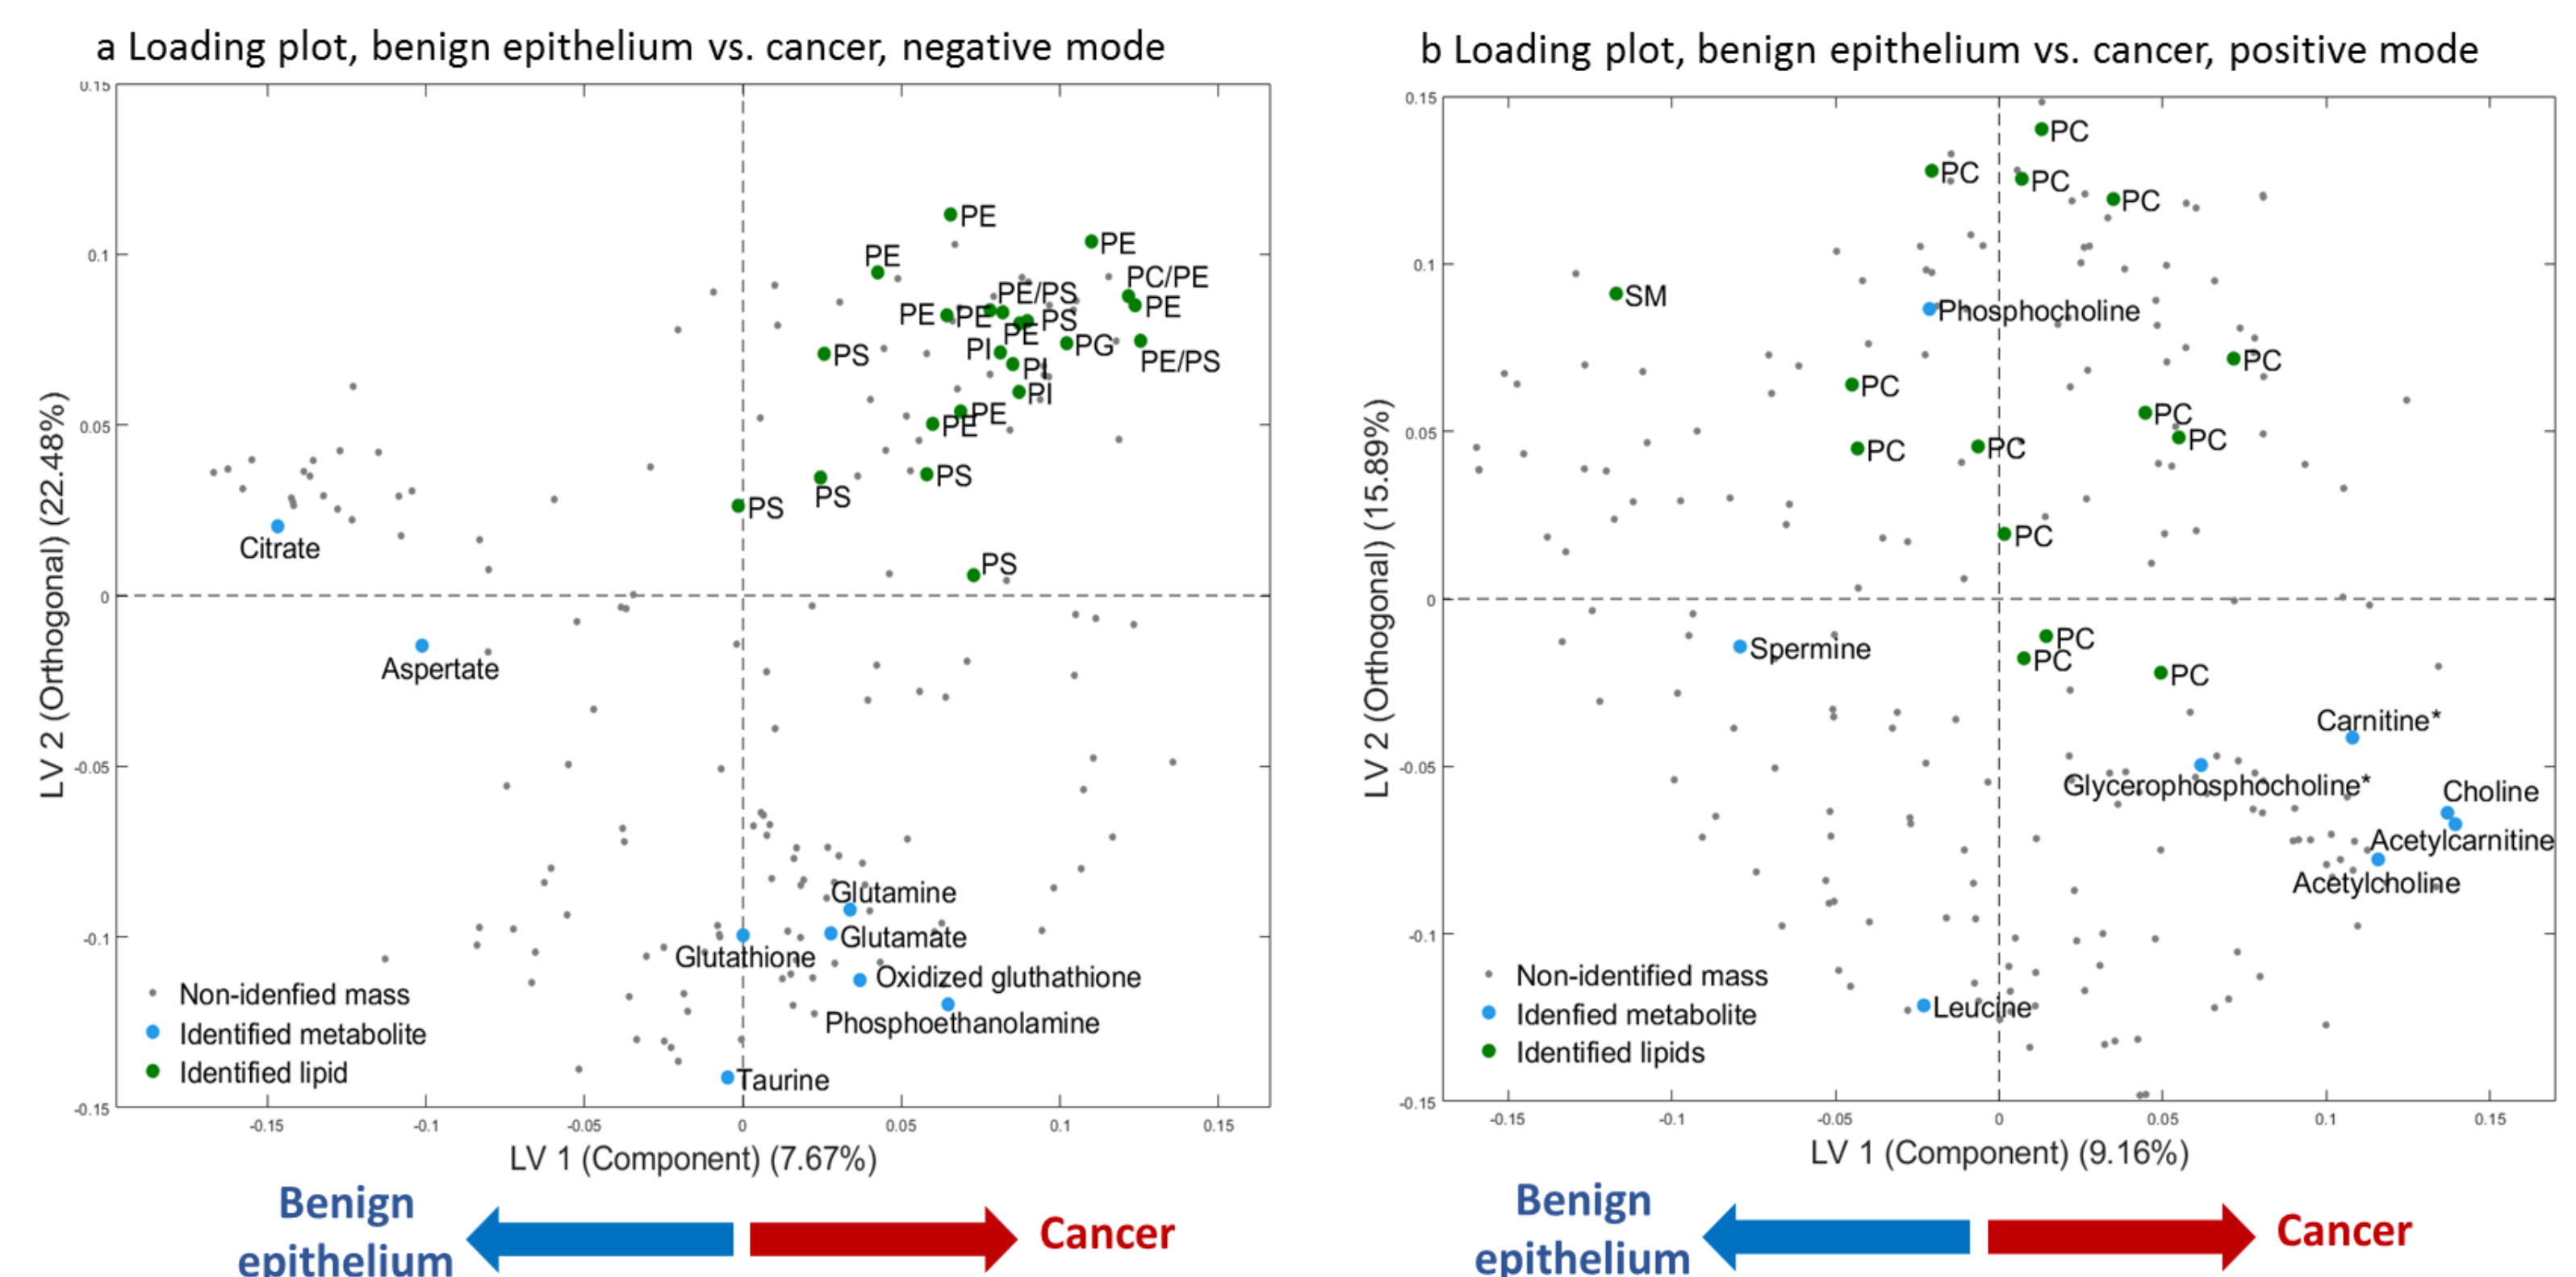 a Loading plot, benign epithelium vs. cancer, negative mode
0.15
0.1
0.05
0
-0.05
-0.1
-0.15
LV 2 (Orthogonal) (22.48%)
PE
PE
PE
PC/PE
PE/PS
PE
PE
PE
PS
PE
PG
PE/PS
PI
PI
PI
PS
PE
PE
PS
PS
PS
PS
Citrate
Aspertate
Glutamine
Glutamate
Glutathione
Oxidized gluthathione
Phosphoethanolamine
Taurine
Non-idenfied mass
Identified metabolite
Identified lipid
-0.15
-0.1
-0.05
0
0.05
0.1
0.15
LV 1 (Component) (7.67%)
Benign
epithelium
Cancer
b Loading plot, benign epithelium vs. cancer, positive mode
0.15
0.1
0.05
0
-0.05
-0.1
-0.15
LV 2 (Orthogonal) (15.89%)
PC
PC
PC
PC
SM
Phosphocholine
PC
PC
PC
PC
PC
PC
PC
PC
PC
PC
PC
Spermine
Carnitine*
Glycerophosphocholine*
Choline
Acetylcarnitine
Acetylcholine
Leucine
Non-identified mass
Idenfied metabolite
Identified lipids
-0.15
-0.1
-0.05
0
0.05
0.1
0.15
LV 1 (Component) (9.16%)
Benign
epithelium
Cancer